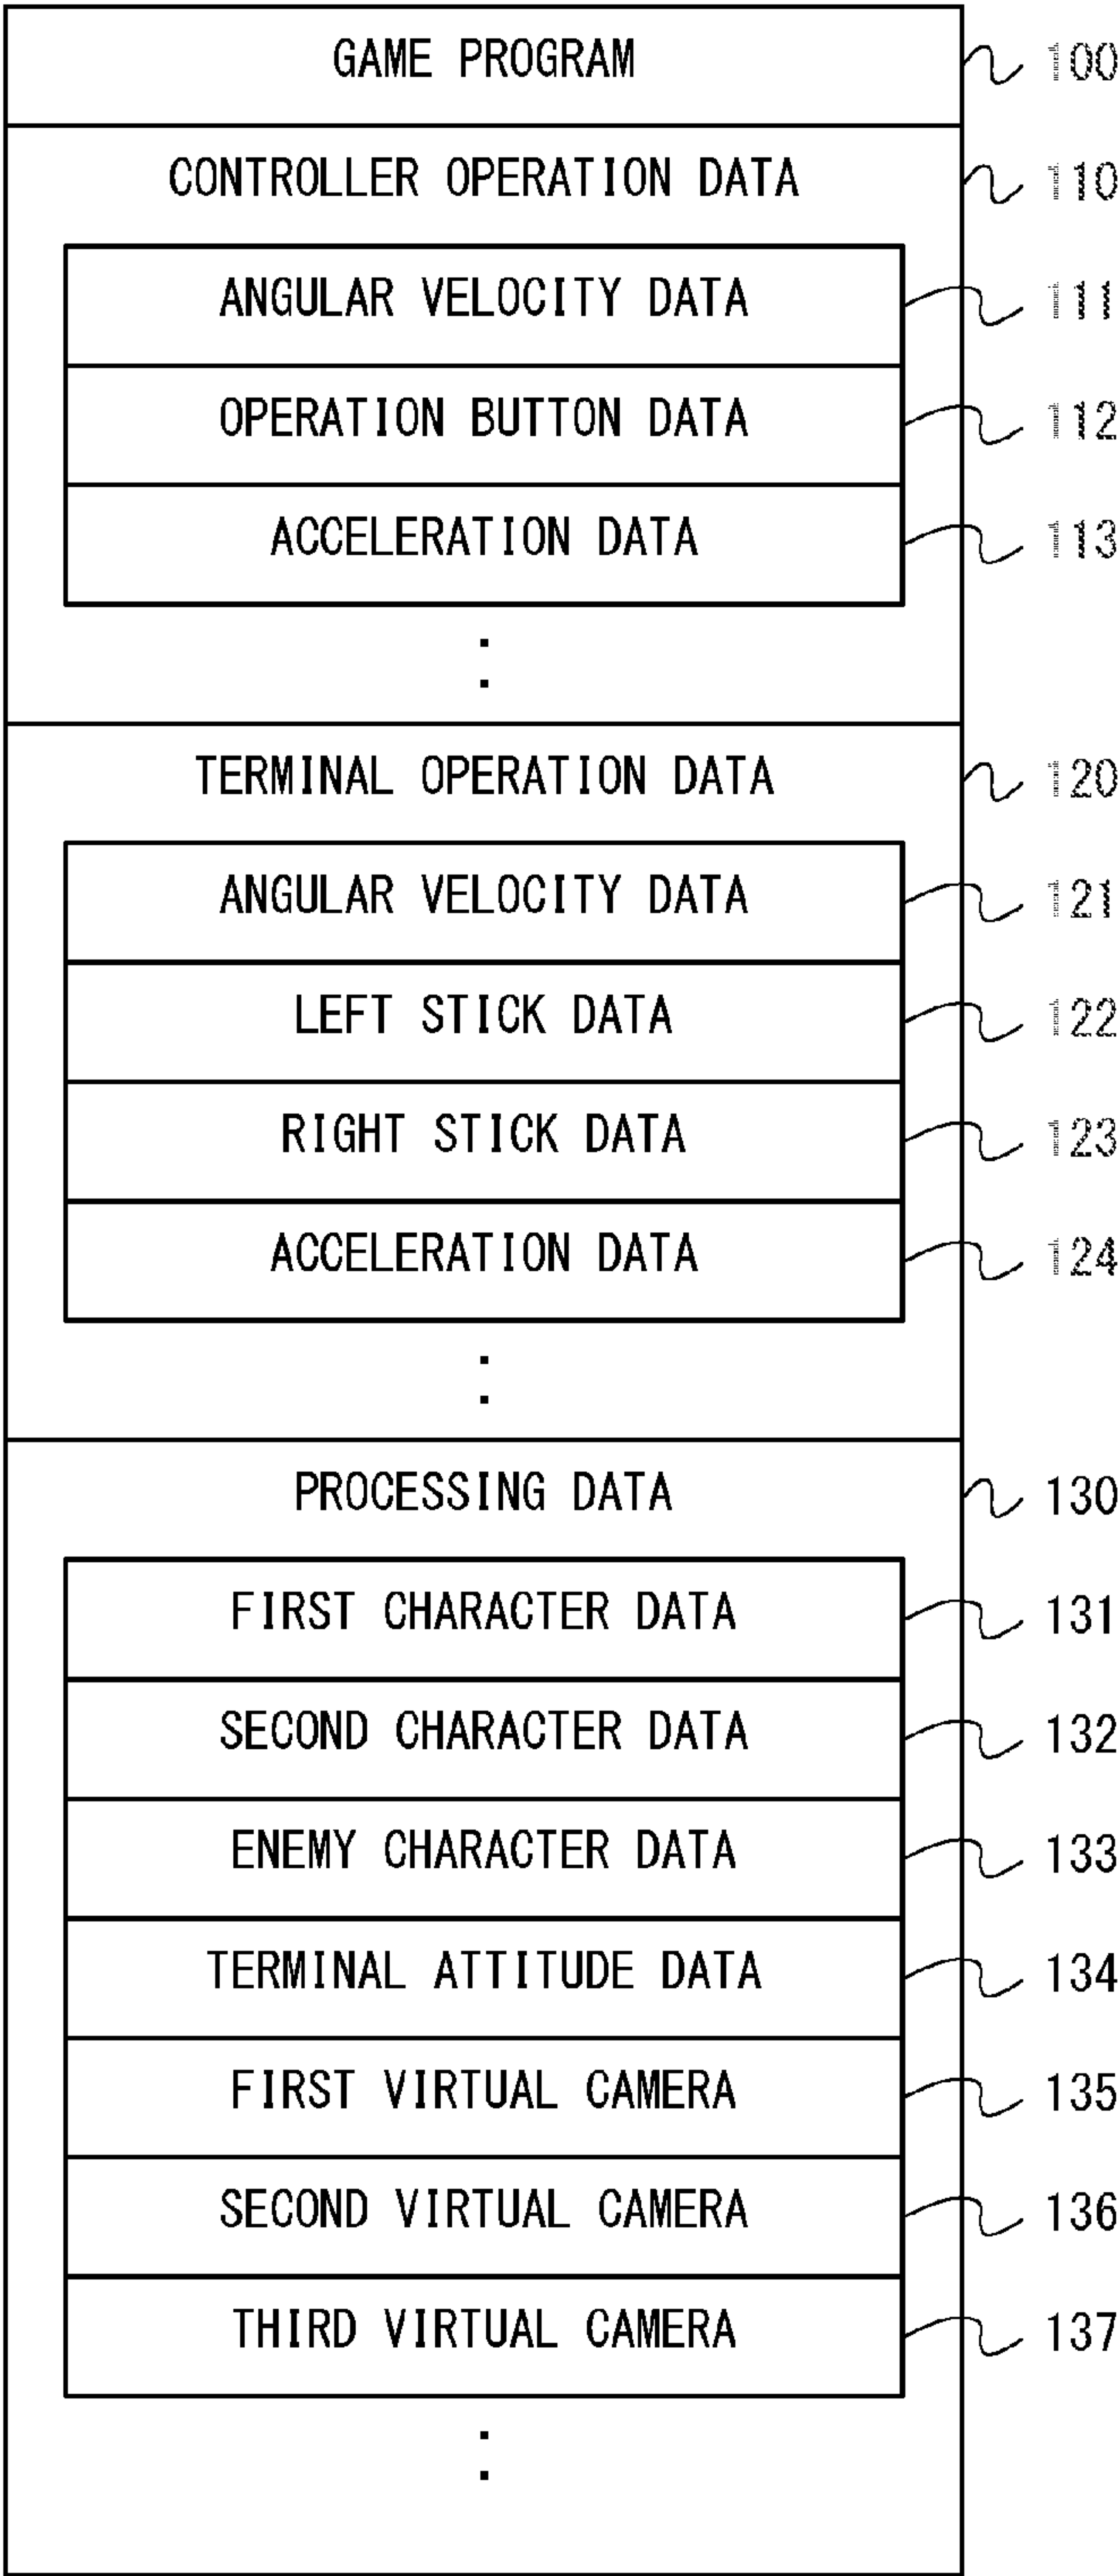 GAME PROGRAM 100
CONTROLLER OPERATION DATA 110
ANGULAR VELOCITY DATA 111
OPERATION BUTTON DATA 112
ACCELERATION DATA 113
:
TERMINAL OPERATION DATA 120
ANGULAR VELOCITY DATA 121
LEFT STICK DATA 122
RIGHT STICK DATA 123
ACCELERATION DATA 124
:
PROCESSING DATA 130
FIRST CHARACTER DATA 131
SECOND CHARACTER DATA 132
ENEMY CHARACTER DATA 133
TERMINAL ATTITUDE DATA 134
FIRST VIRTUAL CAMERA 135
SECOND VIRTUAL CAMERA 136
THIRD VIRTUAL CAMERA 137
: